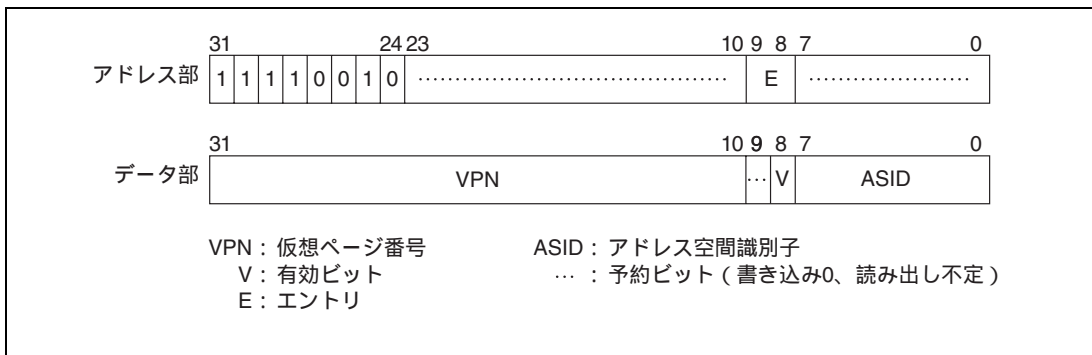 31 24 23 10 9 8 7 0
アドレス部 1 1 1 1 0 0 1 0 ……………………………… E …………………
31 10 9 8 7 0
データ部 VPN … V ASID
VPN：仮想ページ番号 ASID：アドレス空間識別子
V：有効ビット …：予約ビット（書き込み0、読み出し不定）
E：エントリ